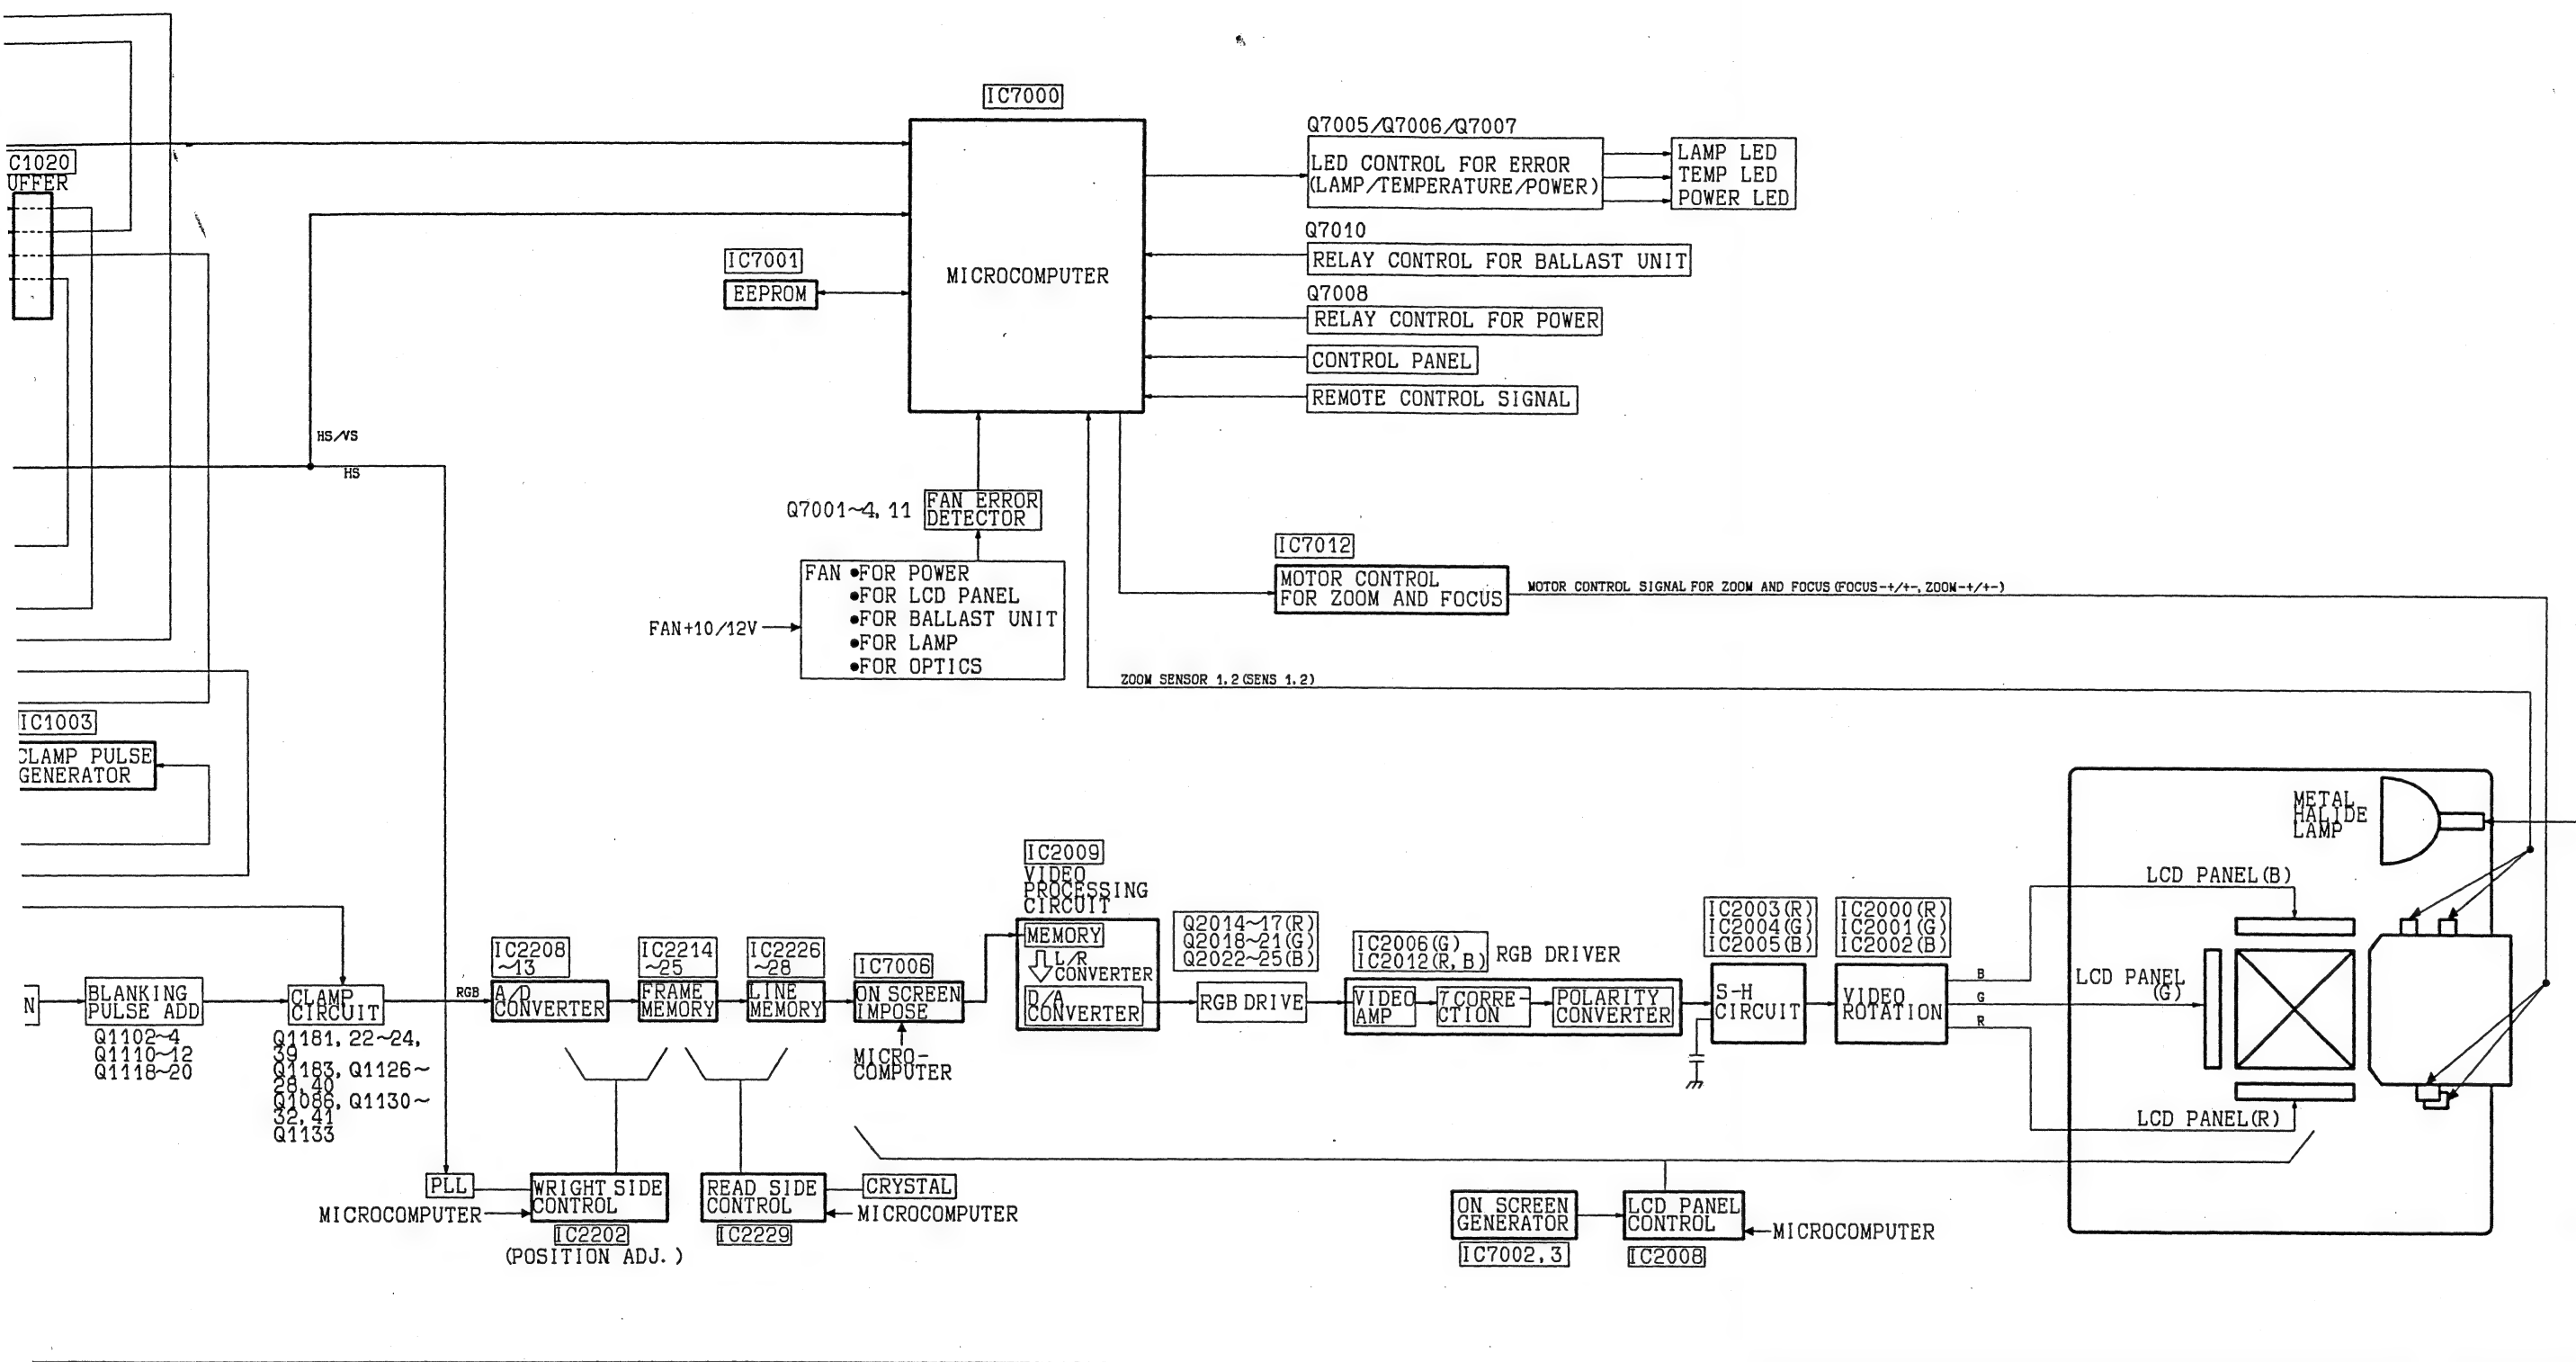 IC7000
MICROCOMPUTER
Q7005/Q7006/Q7007
LED CONTROL FOR ERROR
(LAMP/TEMPERATURE/POWER)
LAMP LED
TEMP LED
POWER LED
Q7010
RELAY CONTROL FOR BALLAST UNIT
Q7008
RELAY CONTROL FOR POWER
CONTROL PANEL
REMOTE CONTROL SIGNAL
C1020
UFFER
IC7001
EEPROM
HS/VS
HS
Q7001~4, 11
FAN ERROR
DETECTOR
FAN ●FOR POWER
●FOR LCD PANEL
●FOR BALLAST UNIT
●FOR LAMP
●FOR OPTICS
FAN+10/12V
IC7012
MOTOR CONTROL
FOR ZOOM AND FOCUS
MOTOR CONTROL SIGNAL FOR ZOOM AND FOCUS (FOCUS-+/+-, ZOOM-+/+-)
ZOOM SENSOR 1.2 (SENS 1.2)
IC1003
CLAMP PULSE
GENERATOR
N
BLANKING
PULSE ADD
Q1102~4
Q1110~12
Q1118~20
CLAMP
CIRCUIT
Q1181, 22~24,
39
Q1183, Q1126~
28, 40
Q1086, Q1130~
32, 41
Q1133
RGB
IC2208
~13
A/D
CONVERTER
IC2214
~25
FRAME
MEMORY
IC2226
~28
LINE
MEMORY
IC7006
ON SCREEN
IMPOSE
MICRO-
COMPUTER
IC2009
VIDEO
PROCESSING
CIRCUIT
MEMORY
L/R
CONVERTER
D/A
CONVERTER
Q2014~17(R)
Q2018~21(G)
Q2022~25(B)
RGB DRIVE
IC2006(G)
IC2012(R, B)
RGB DRIVER
VIDEO
AMP
γ CORRE-
CTION
POLARITY
CONVERTER
IC2003(R)
IC2004(G)
IC2005(B)
S-H
CIRCUIT
IC2000(R)
IC2001(G)
IC2002(B)
VIDEO
ROTATION
B
G
R
METAL
HALIDE
LAMP
LCD PANEL(B)
LCD PANEL
(G)
LCD PANEL(R)
PLL
MICROCOMPUTER
WRIGHT SIDE
CONTROL
IC2202
(POSITION ADJ.)
READ SIDE
CONTROL
IC2229
CRYSTAL
MICROCOMPUTER
ON SCREEN
GENERATOR
IC7002, 3
LCD PANEL
CONTROL
IC2008
MICROCOMPUTER